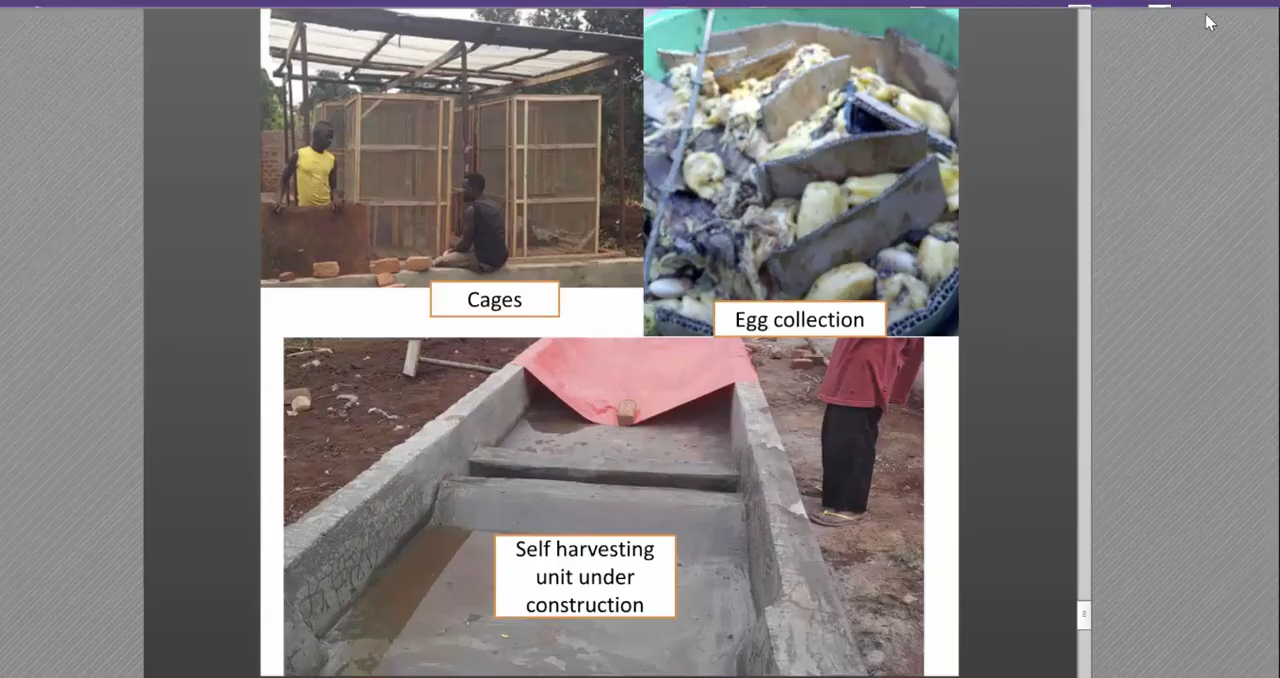 Cages
Egg collection
Self harvesting
unit under
construction